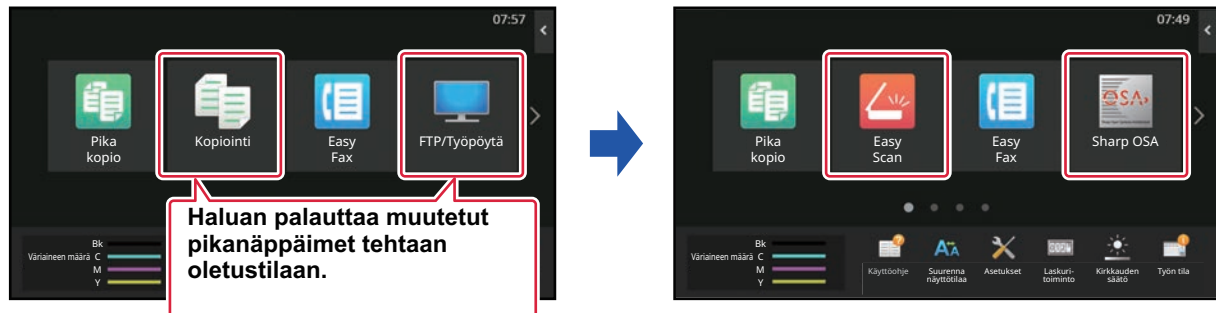 07:57
Pika
kopio
Kopiointi
Easy
Fax
FTP/Työpöytä
Haluan palauttaa muutetut
pikanäppäimet tehtaan
oletustilaan.
Bk
Väriaineen määrä C
M
Y
07:49
Pika
kopio
Easy
Scan
Easy
Fax
OSA
Sharp OSA
Bk
Väriaineen määrä C
M
Y
Käyttöohje
Suurenna
näyttötilaa
Asetukset
Laskuri-
toiminto
Kirkkauden
säätö
Työn tila